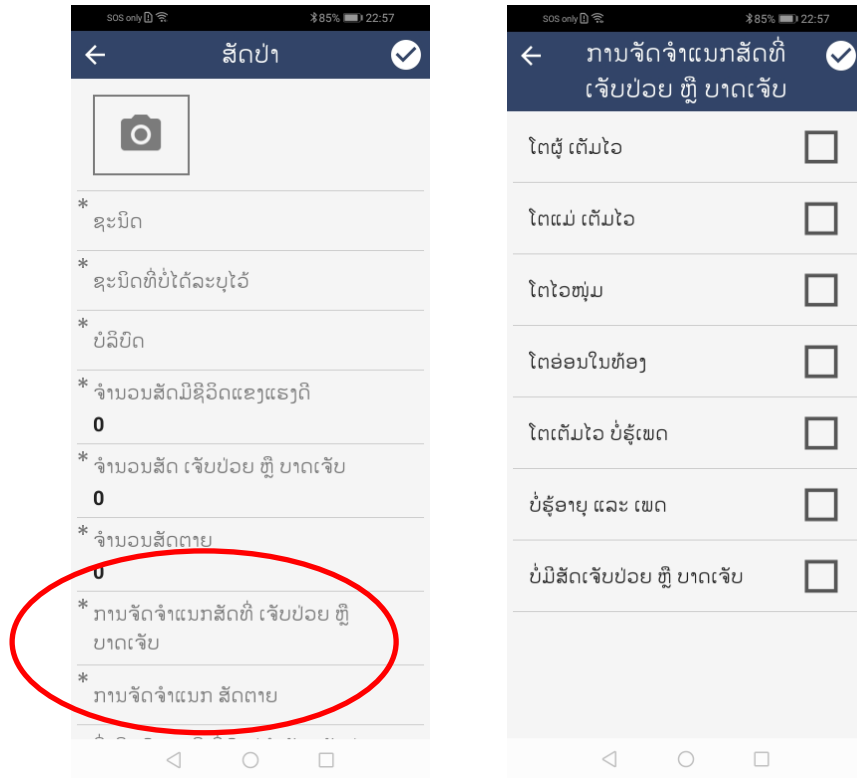 SOS only 85% 22:57
ສັດປ່າ
* ຊະນິດ
* ຊະນິດທີ່ບໍ່ໄດ້ລະບຸໄວ້
* ບໍລິບົດ
* ຈຳນວນສັດມີຊີວິດແຂງແຮງດີ
0
* ຈຳນວນສັດ ເຈັບປ່ວຍ ຫຼື ບາດເຈັບ
0
* ຈຳນວນສັດຕາຍ
0
* ການຈັດຈຳແນກສັດທີ່ ເຈັບປ່ວຍ ຫຼື
ບາດເຈັບ
* ການຈັດຈຳແນກ ສັດຕາຍ
SOS only 85% 22:57
ການຈັດຈຳແນກສັດທີ່
ເຈັບປ່ວຍ ຫຼື ບາດເຈັບ
ໂຕຜູ້ ເຕັມໄວ
ໂຕແມ່ ເຕັມໄວ
ໂຕໄວໜຸ່ມ
ໂຕອ່ອນໃນທ້ອງ
ໂຕເຕັມໄວ ບໍ່ຮູ້ເພດ
ບໍ່ຮູ້ອາຍຸ ແລະ ເພດ
ບໍ່ມີສັດເຈັບປ່ວຍ ຫຼື ບາດເຈັບ